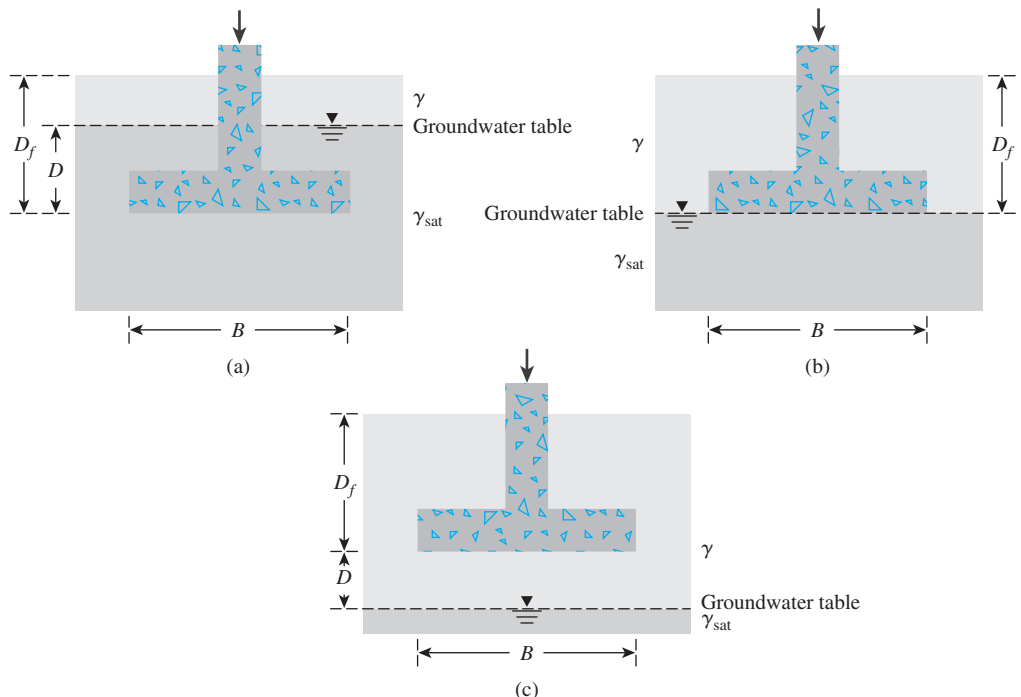 γ
Groundwater table
D_f
D
γ_sat
B
(a)
γ
D_f
Groundwater table
γ_sat
B
(b)
D_f
γ
D
Groundwater table
γ_sat
B
(c)